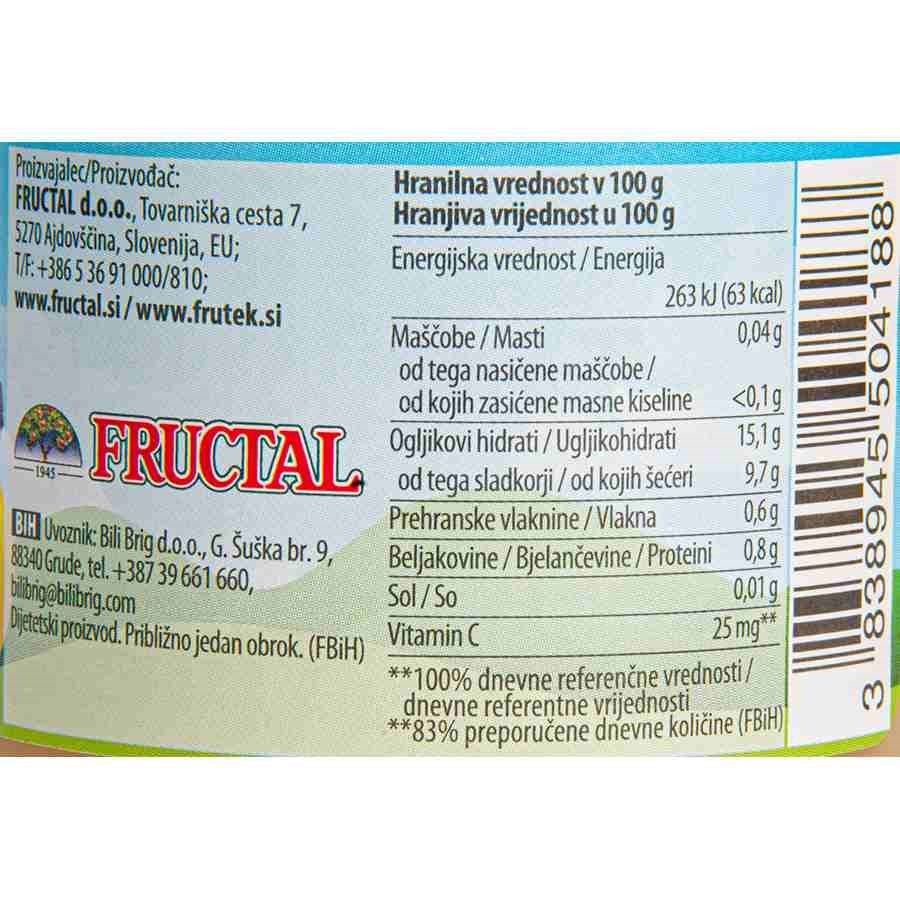 Proizvajalec/Proizvođač:
FRUCTAL d.o.o., Tovarniška cesta 7,
5270 Ajdovščina, Slovenija, EU;
T/F: +386 5 36 91 000/810;
www.fructal.si / www.frutek.si
1945
FRUCTAL
BIH Uvoznik: Bili Brig d.o.o., G. Šuška br. 9,
88340 Grude, tel. +387 39 661 660,
bilibrig@bilibrig.com
Dijetetski proizvod. Približno jedan obrok. (FBiH)
Hranilna vrednost v 100 g
Hranjiva vrijednost u 100 g
Energijska vrednost / Energija
263 kJ (63 kcal)
Maščobe / Masti 0,04 g
od tega nasičene maščobe /
od kojih zasićene masne kiseline <0,1 g
Ogljikovi hidrati / Ugljikohidrati 15,1 g
od tega sladkorji / od kojih šećeri 9,7 g
Prehranske vlaknine / Vlakna 0,6 g
Beljakovine / Bjelančevine / Proteini 0,8 g
Sol / So 0,01 g
Vitamin C 25 mg**
**100% dnevne referenčne vrednosti /
dnevne referentne vrijednosti
**83% preporučene dnevne količine (FBiH)
3 838945 504188